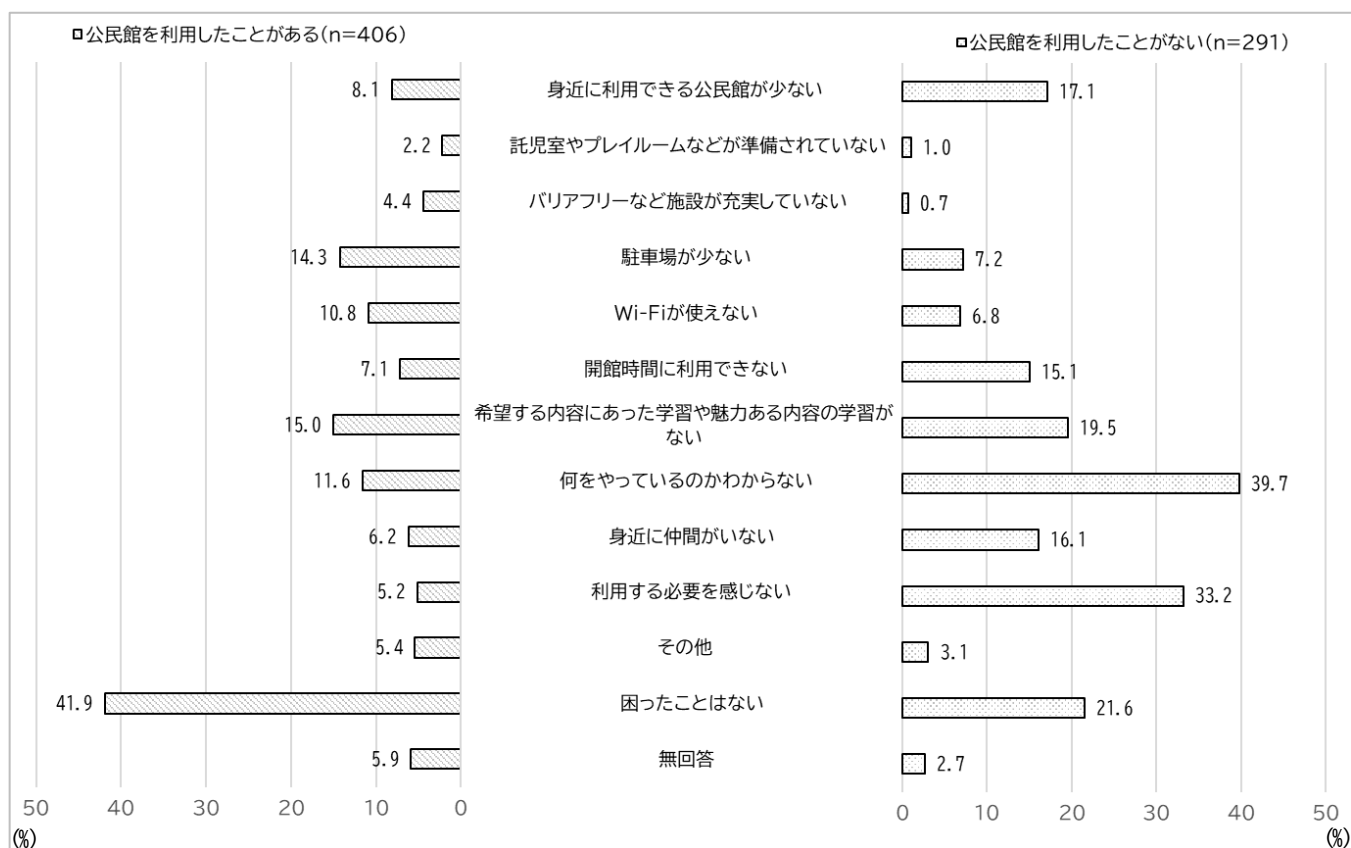 公民館を利用したことがある(n=406)
公民館を利用したことがない(n=291)
8.1 身近に利用できる公民館が少ない 17.1
2.2 託児室やプレイルームなどが準備されていない 1.0
4.4 バリアフリーなど施設が充実していない 0.7
14.3 駐車場が少ない 7.2
10.8 Wi-Fiが使えない 6.8
7.1 開館時間に利用できない 15.1
15.0 希望する内容にあった学習や魅力ある内容の学習が 19.5
ない
11.6 何をやっているのかわからない 39.7
6.2 身近に仲間がいない 16.1
5.2 利用する必要を感じない 33.2
5.4 その他 3.1
41.9 困ったことはない 21.6
5.9 無回答 2.7
50 40 30 20 10 0 0 10 20 30 40 50
(%) (%)